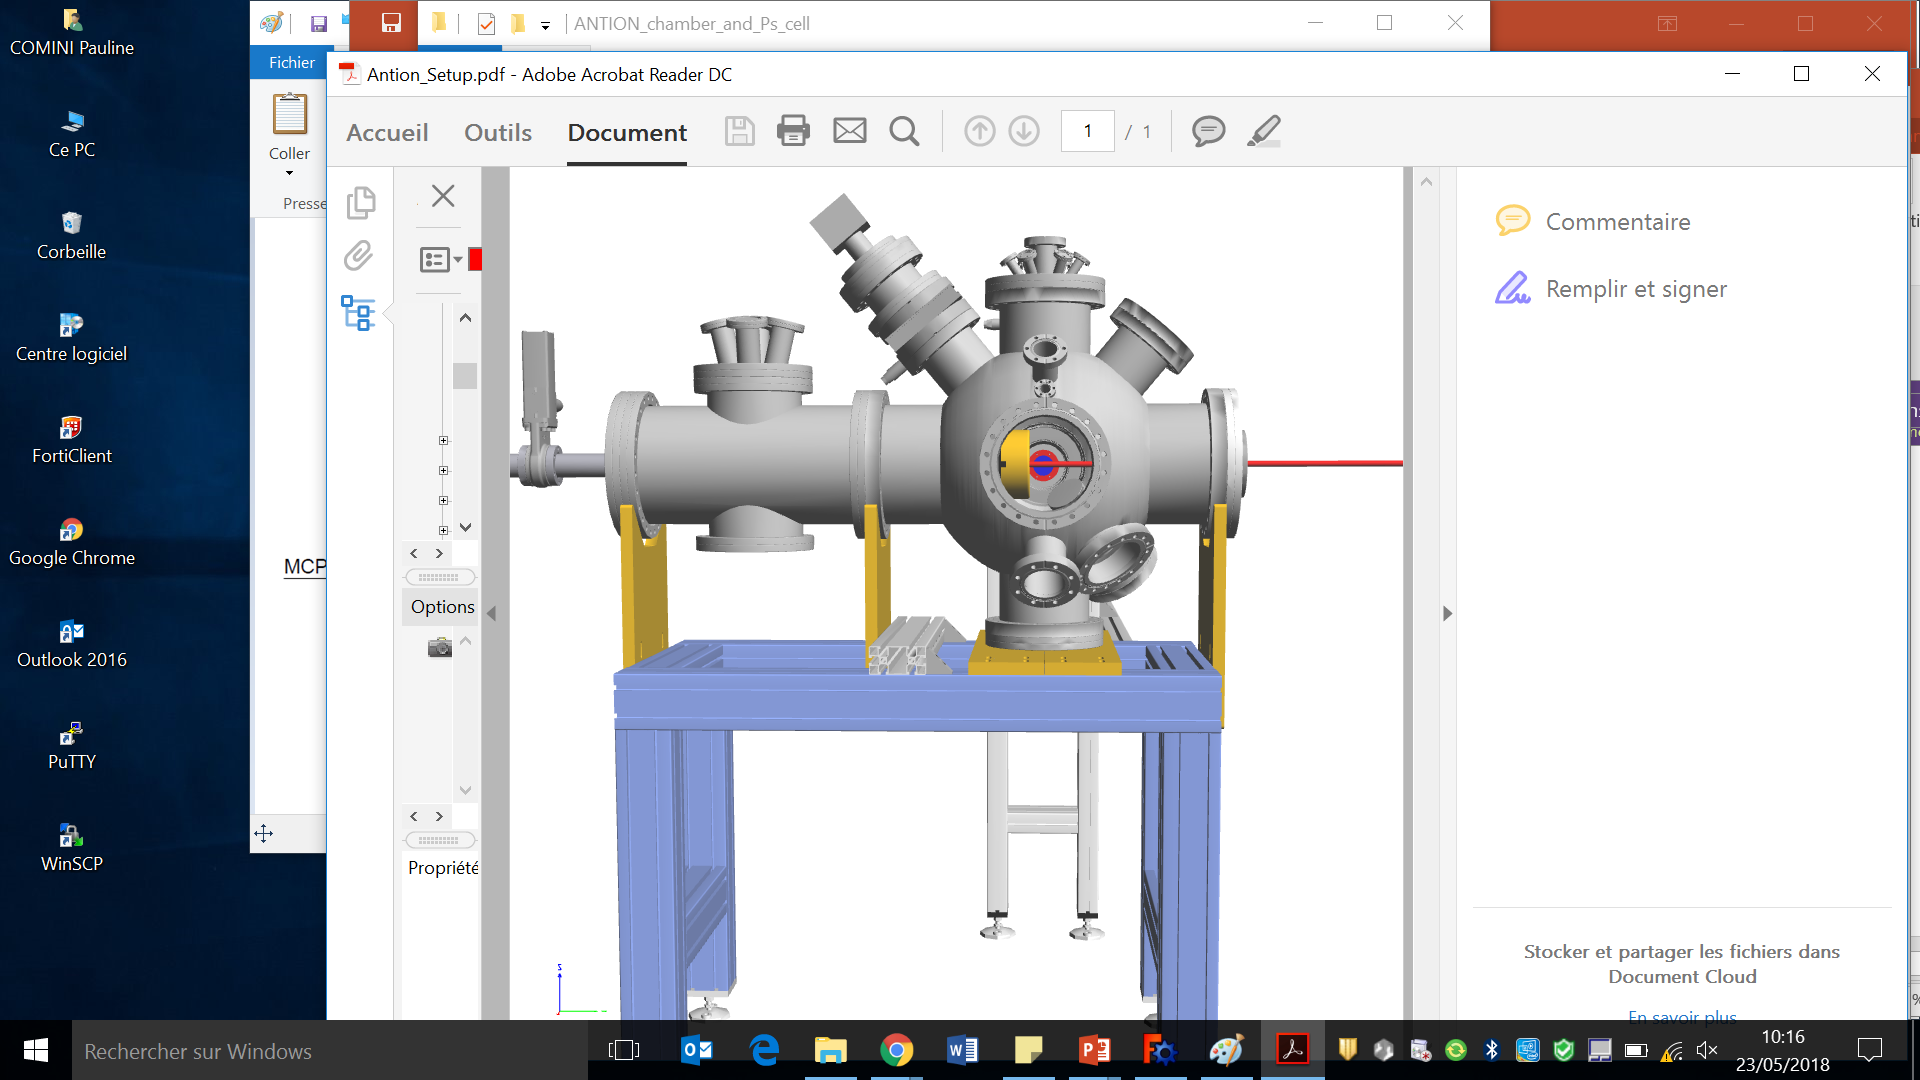 COMINI Pauline
Ce PC
Corbeille
Centre logiciel
FortiClient
Google Chrome
Outlook 2016
PuTTY
WinSCP
ANTION_chamber_and_Ps_cell
Fichier
Coller
Presse
MCP
Antion_Setup.pdf - Adobe Acrobat Reader DC
Accueil
Outils
Document
1
/ 1
Options
Propriété
Commentaire
Remplir et signer
Stocker et partager les fichiers dans
Document Cloud
En savoir plus
Rechercher sur Windows
10:16
23/05/2018